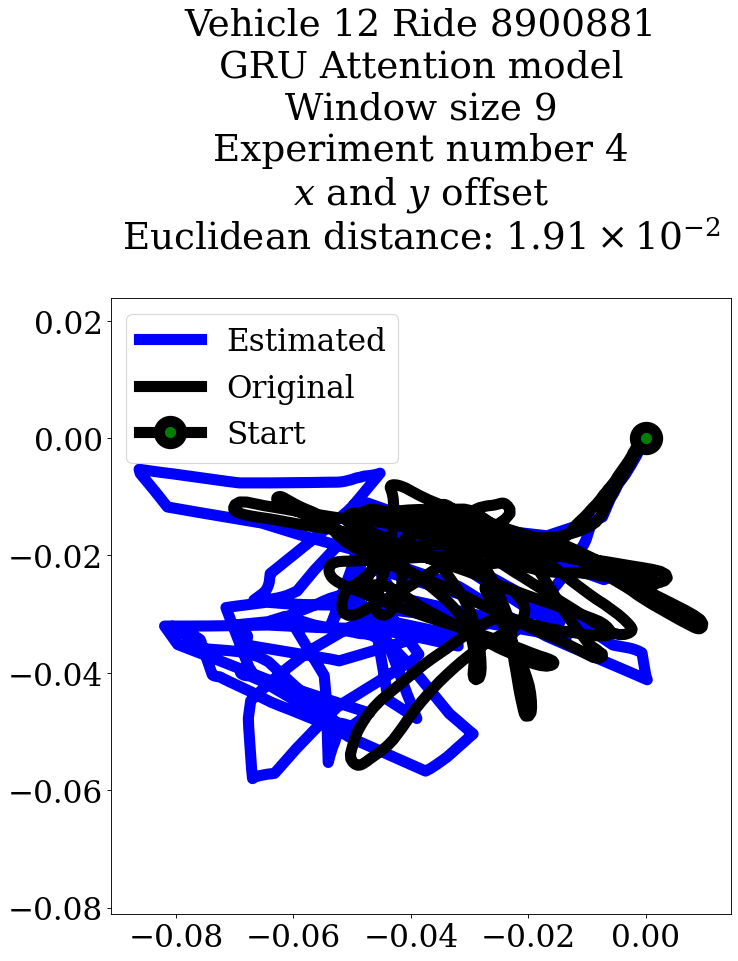 Vehicle 12 Ride 8900881
GRU Attention model
Window size 9
Experiment number 4
x and y offset
Euclidean distance: 1.91 × 10⁻²
Estimated
Original
Start
0.02
0.00
−0.02
−0.04
−0.06
−0.08
−0.08 −0.06 −0.04 −0.02 0.00